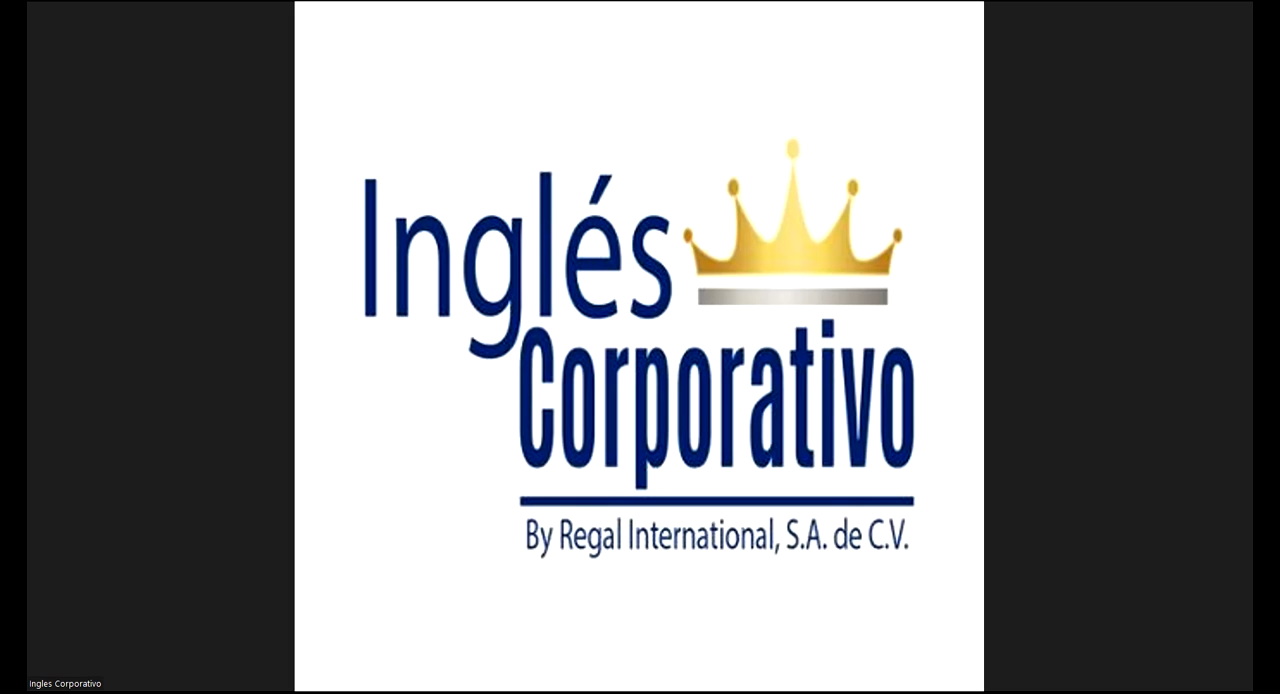 Inglés
Corporativo
By Regal International, S.A. de C.V.
Ingles Corporativo